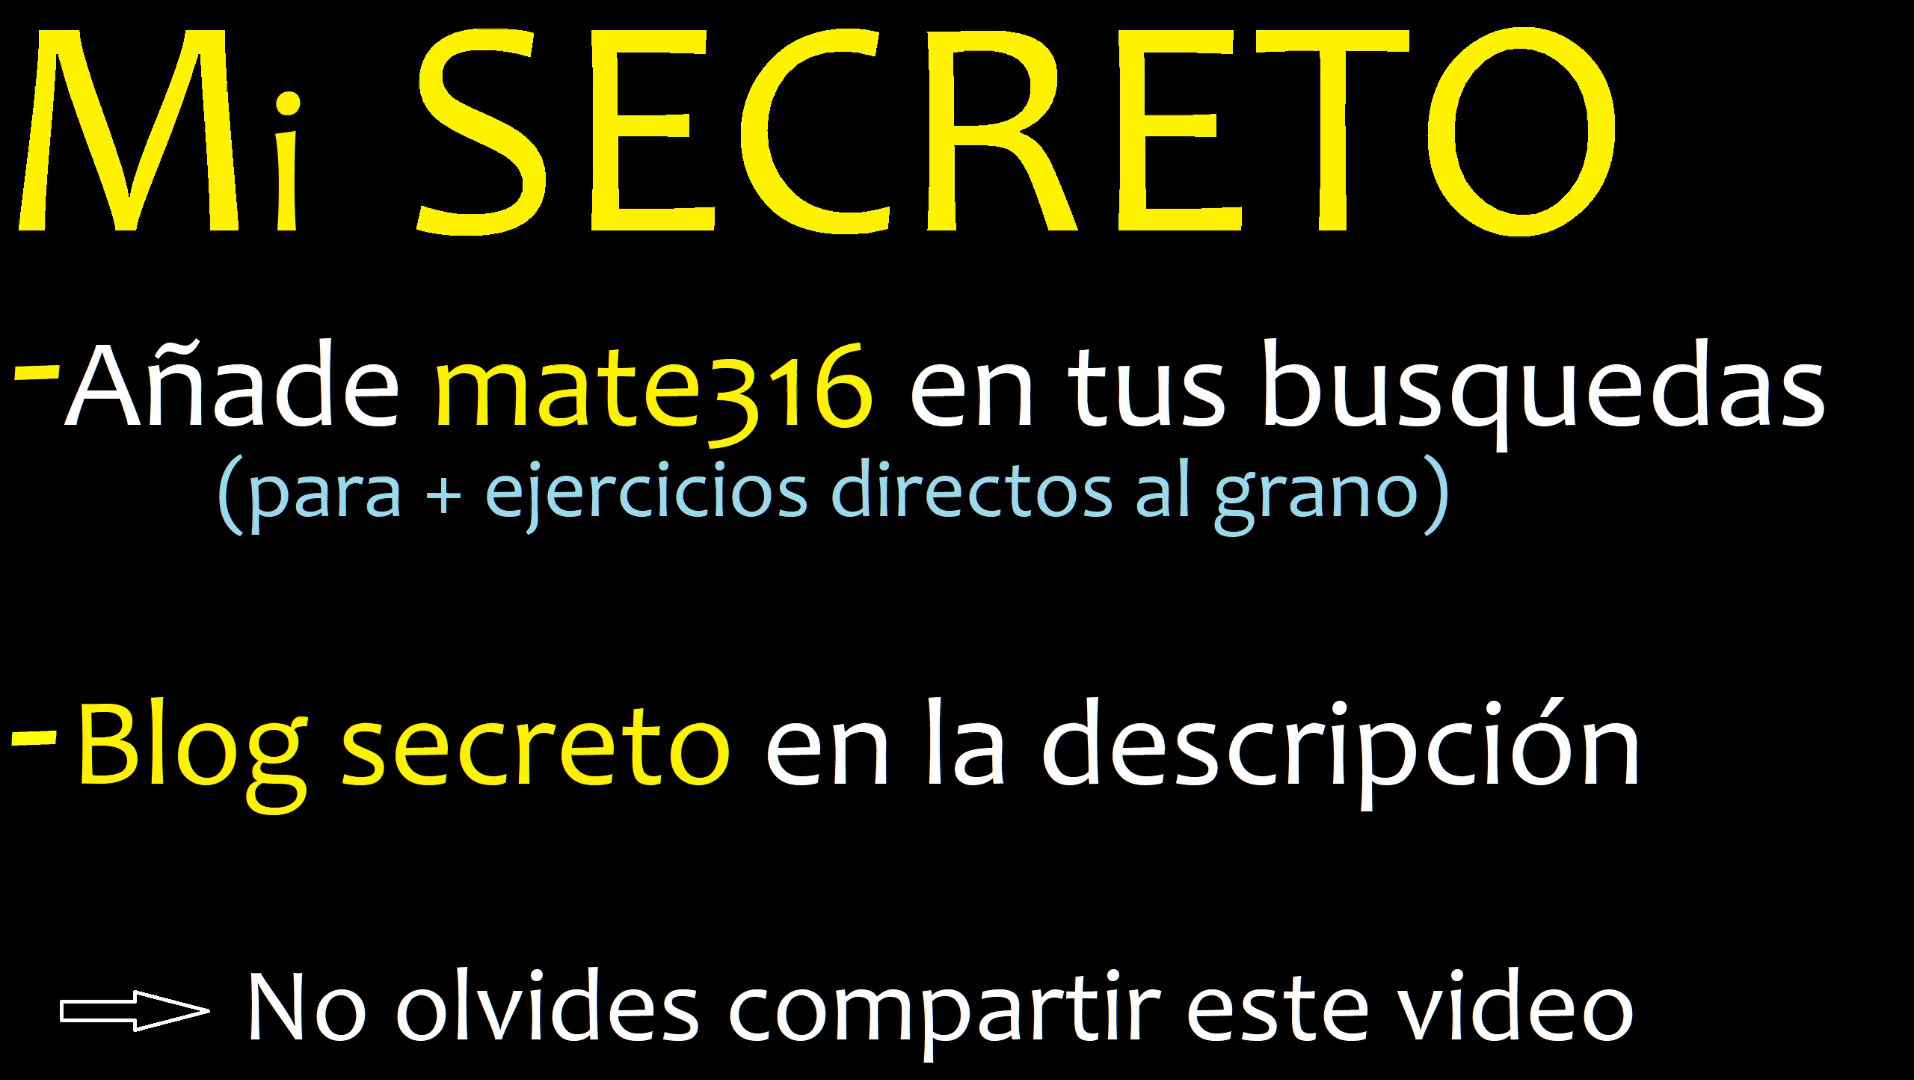 Mi SECRETO
-Añade mate316 en tus busquedas
(para + ejercicios directos al grano)
-Blog secreto en la descripción
No olvides compartir este video